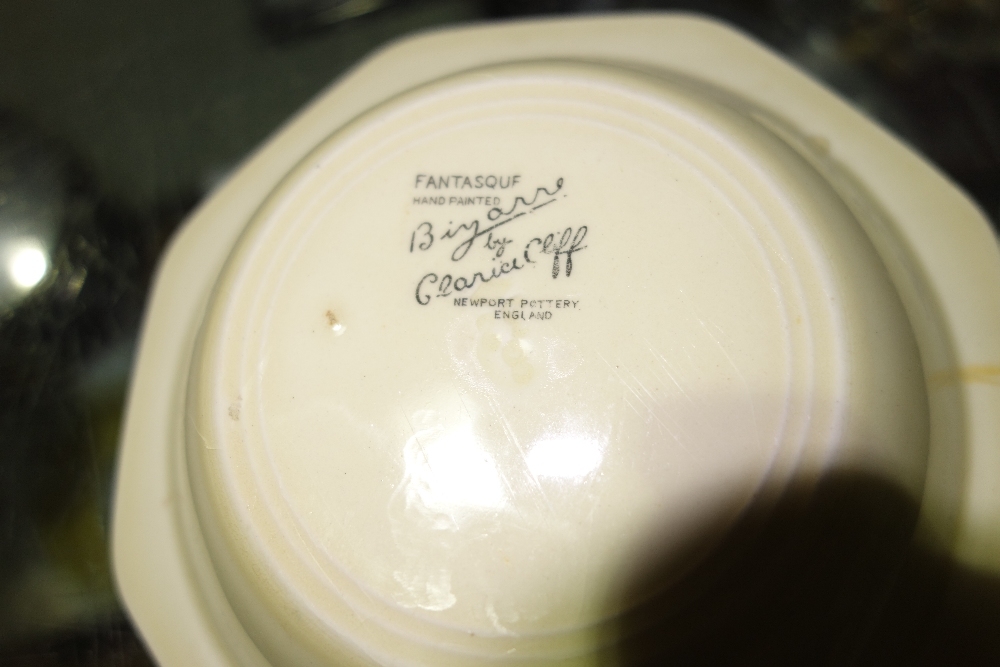 FANTASQUE
HAND PAINTED
Bizarre
by
Clarice Cliff
NEWPORT POTTERY
ENGLAND